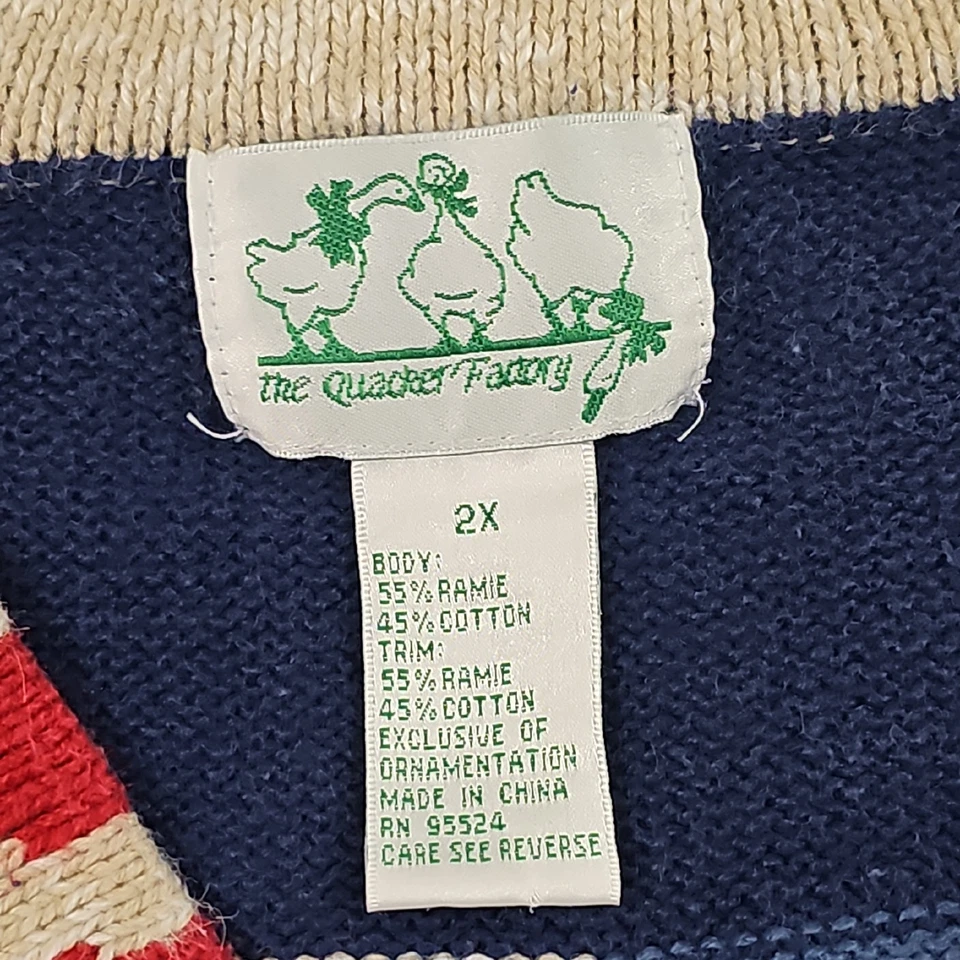 the Quacker Factory
2X
BODY:
55% RAMIE
45% COTTON
TRIM:
55% RAMIE
45% COTTON
EXCLUSIVE OF
ORNAMENTATION
MADE IN CHINA
RN 95524
CARE SEE REVERSE